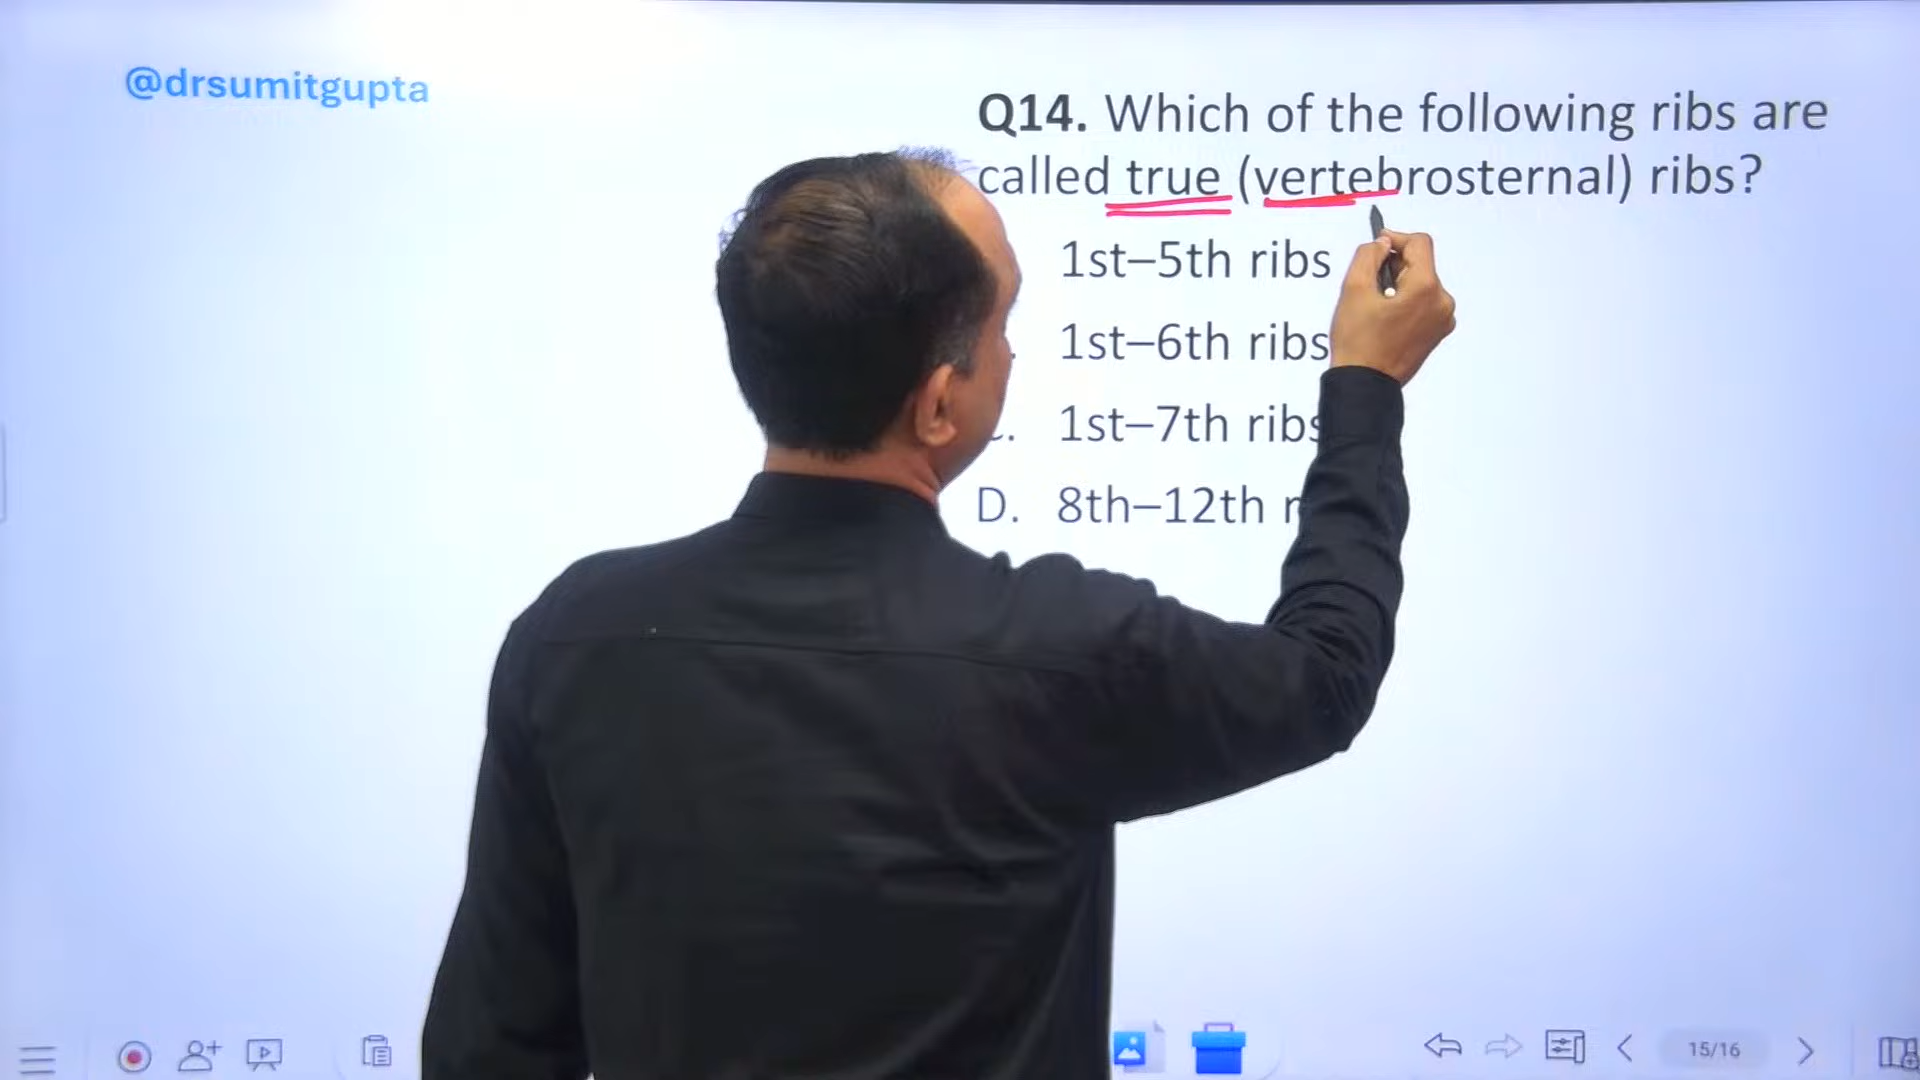 @drsumitgupta
Q14. Which of the following ribs are
called true (vertebrosternal) ribs?
1st–5th ribs
1st–6th ribs
1st–7th ribs
D. 8th–12th
15/16